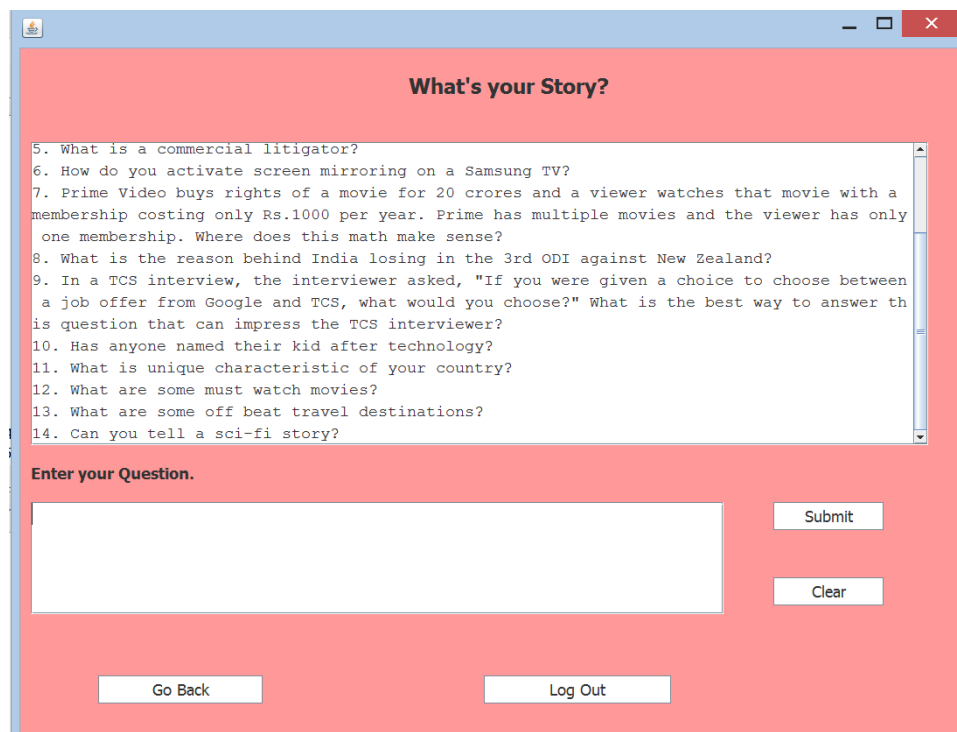 What's your Story?
5. What is a commercial litigator?
6. How do you activate screen mirroring on a Samsung TV?
7. Prime Video buys rights of a movie for 20 crores and a viewer watches that movie with a
membership costing only Rs.1000 per year. Prime has multiple movies and the viewer has only
one membership. Where does this math make sense?
8. What is the reason behind India losing in the 3rd ODI against New Zealand?
9. In a TCS interview, the interviewer asked, "If you were given a choice to choose between
a job offer from Google and TCS, what would you choose?" What is the best way to answer th
is question that can impress the TCS interviewer?
10. Has anyone named their kid after technology?
11. What is unique characteristic of your country?
12. What are some must watch movies?
13. What are some off beat travel destinations?
14. Can you tell a sci-fi story?
Enter your Question.
Submit
Clear
Go Back
Log Out